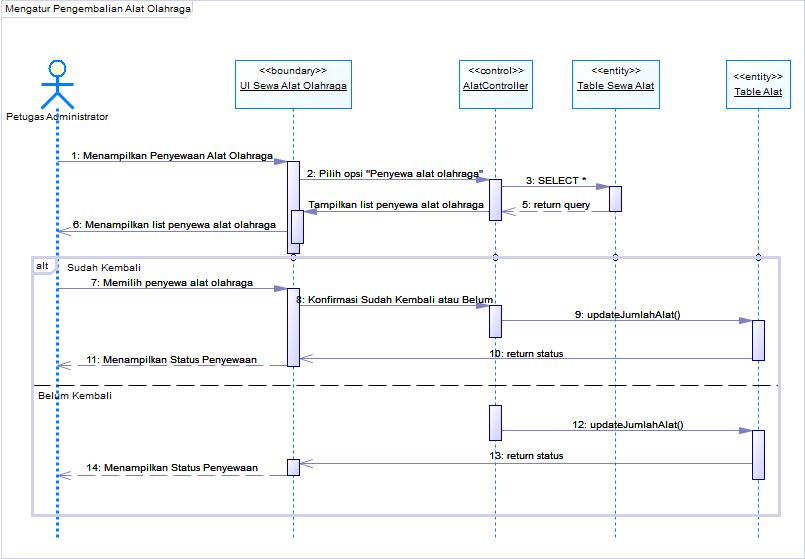 Mengatur Pengembalian Alat Olahraga
<<boundary>>
UI Sewa Alat Olahraga
<<control>>
AlatController
<<entity>>
Table Sewa Alat
<<entity>>
Table Alat
Petugas Administrator
1: Menampilkan Penyewaan Alat Olahraga
2: Pilih opsi "Penyewa alat olahraga"
3: SELECT *
Tampilkan list penyewa alat olahraga
5: return query
6: Menampilkan list penyewa alat olahraga
alt
Sudah Kembali
7: Memilih penyewa alat olahraga
8: Konfirmasi Sudah Kembali atau Belum
9: updateJumlahAlat()
10: return status
11: Menampilkan Status Penyewaan
Belum Kembali
12: updateJumlahAlat()
13: return status
14: Menampilkan Status Penyewaan